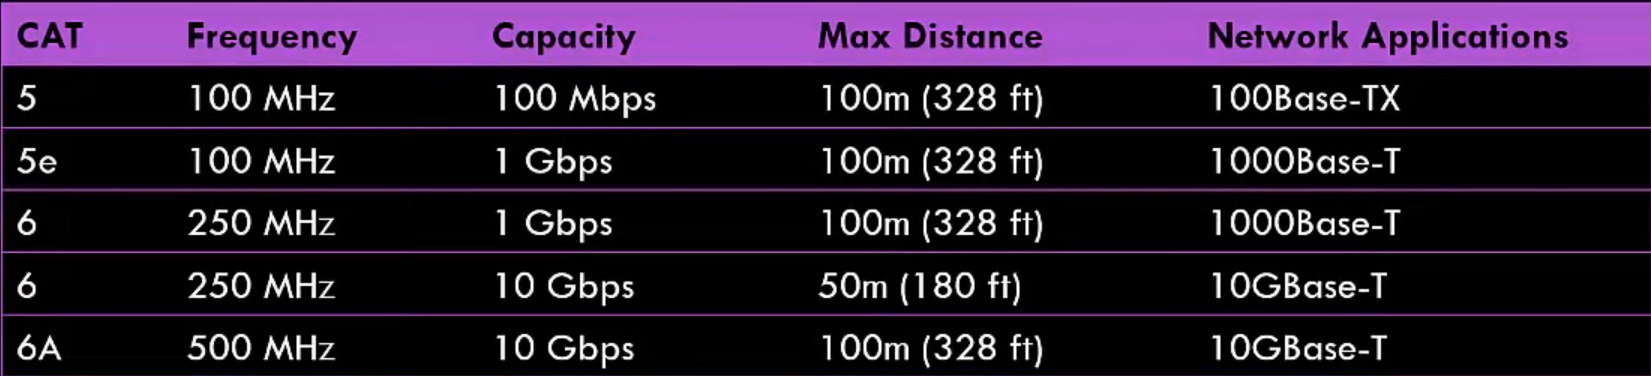 CAT Frequency Capacity Max Distance Network Applications
5 100 MHz 100 Mbps 100m (328 ft) 100Base-TX
5e 100 MHz 1 Gbps 100m (328 ft) 1000Base-T
6 250 MHz 1 Gbps 100m (328 ft) 1000Base-T
6 250 MHz 10 Gbps 50m (180 ft) 10GBase-T
6A 500 MHz 10 Gbps 100m (328 ft) 10GBase-T